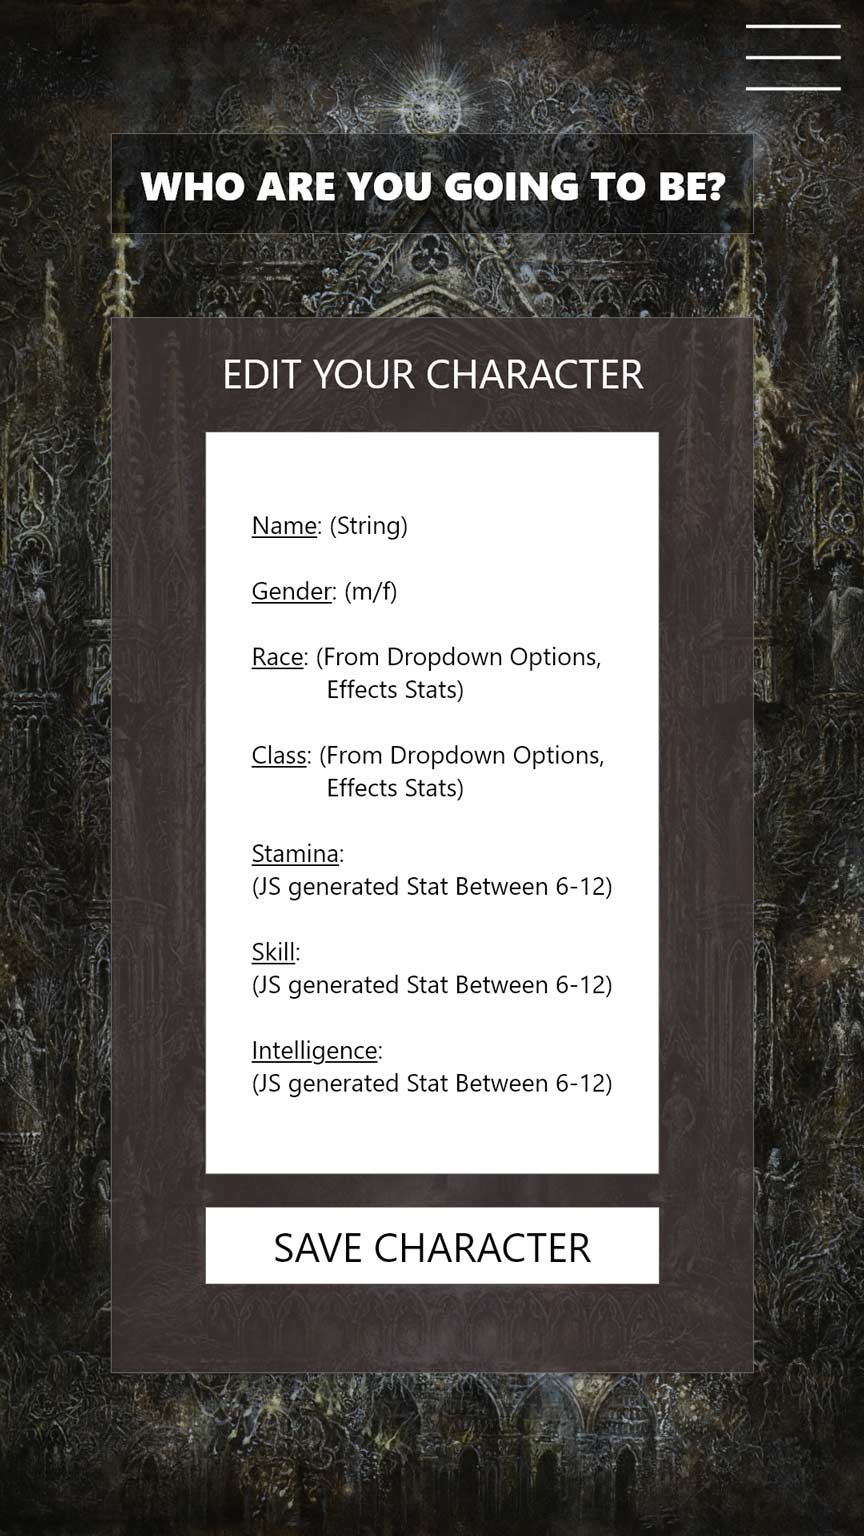 WHO ARE YOU GOING TO BE?
EDIT YOUR CHARACTER
Name: (String)
Gender: (m/f)
Race: (From Dropdown Options,
Effects Stats)
Class: (From Dropdown Options,
Effects Stats)
Stamina:
(JS generated Stat Between 6-12)
Skill:
(JS generated Stat Between 6-12)
Intelligence:
(JS generated Stat Between 6-12)
SAVE CHARACTER